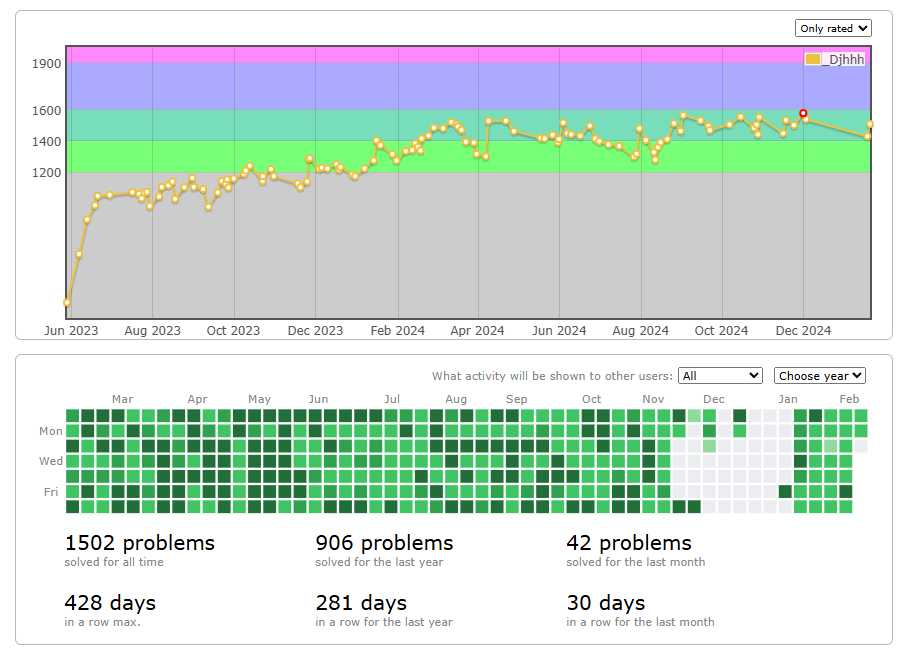 Only rated
_Djhhh
1900
1600
1400
1200
Jun 2023 Aug 2023 Oct 2023 Dec 2023 Feb 2024 Apr 2024 Jun 2024 Aug 2024 Oct 2024 Dec 2024
What activity will be shown to other users: All Choose year
Mar Apr May Jun Jul Aug Sep Oct Nov Dec Jan Feb
Mon
Wed
Fri
1502 problems 906 problems 42 problems
solved for all time solved for the last year solved for the last month
428 days 281 days 30 days
in a row max. in a row for the last year in a row for the last month